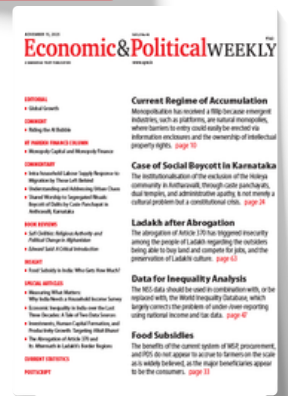 Economic&PoliticalWEEKLY
EDITORIAL
Global Growth
COMMENT
Riding the AI Bubble
HT PAREKH FINANCE COLUMN
Monopoly Capital and Monopoly Finance
COMMENTARY
Intra-household Labour Supply Response to
Migration by Those Left Behind
Understanding and Addressing Urban Chaos
Shared Worship to Segregated Rituals:
Boycott of Dalits by Caste Panchayat in
Antharavalli, Karnataka
BOOK REVIEWS
Self-Civilities: Religious Authority and
Political Change in Afghanistan
Edward Said: A Critical Introduction
INSIGHT
Food Subsidy in India: Who Gets How Much?
SPECIAL ARTICLES
Measuring What Matters:
Why India Needs a Household Income Survey
Economic Inequality in India over the Last
Three Decades: A Tale of Two Data Sources
Investments, Human Capital Formation, and
Productivity Growth: Targeting Viksit Bharat
The Abrogation of Article 370 and
Its Aftermath in Ladakh's Border Regions
CURRENT STATISTICS
POSTSCRIPT
Current Regime of Accumulation
Monopolisation has received a fillip because emergent
industries, such as platforms, are natural monopolies,
where barriers to entry could easily be erected via
information enclosures and the ownership of intellectual
property rights. page 10
Case of Social Boycott in Karnataka
The institutionalisation of the exclusion of the Holeya
community in Antharavalli, through caste panchayats,
dual temples, and administrative apathy, is not merely a
cultural problem but a constitutional crisis. page 24
Ladakh after Abrogation
The abrogation of Article 370 has triggered insecurity
among the people of Ladakh regarding the outsiders
being able to buy land and compete for jobs, and the
preservation of Ladakh culture. page 63
Data for Inequality Analysis
The NSS data should be used in combination with, or be
replaced with, the World Inequality Database, which
largely corrects the problem of under-/over-reporting
using national income and tax data. page 47
Food Subsidies
The benefits of the current system of MSP, procurement,
and PDS do not appear to accrue to farmers on the scale
as is widely believed, as the major beneficiaries appear
to be the consumers. page 33